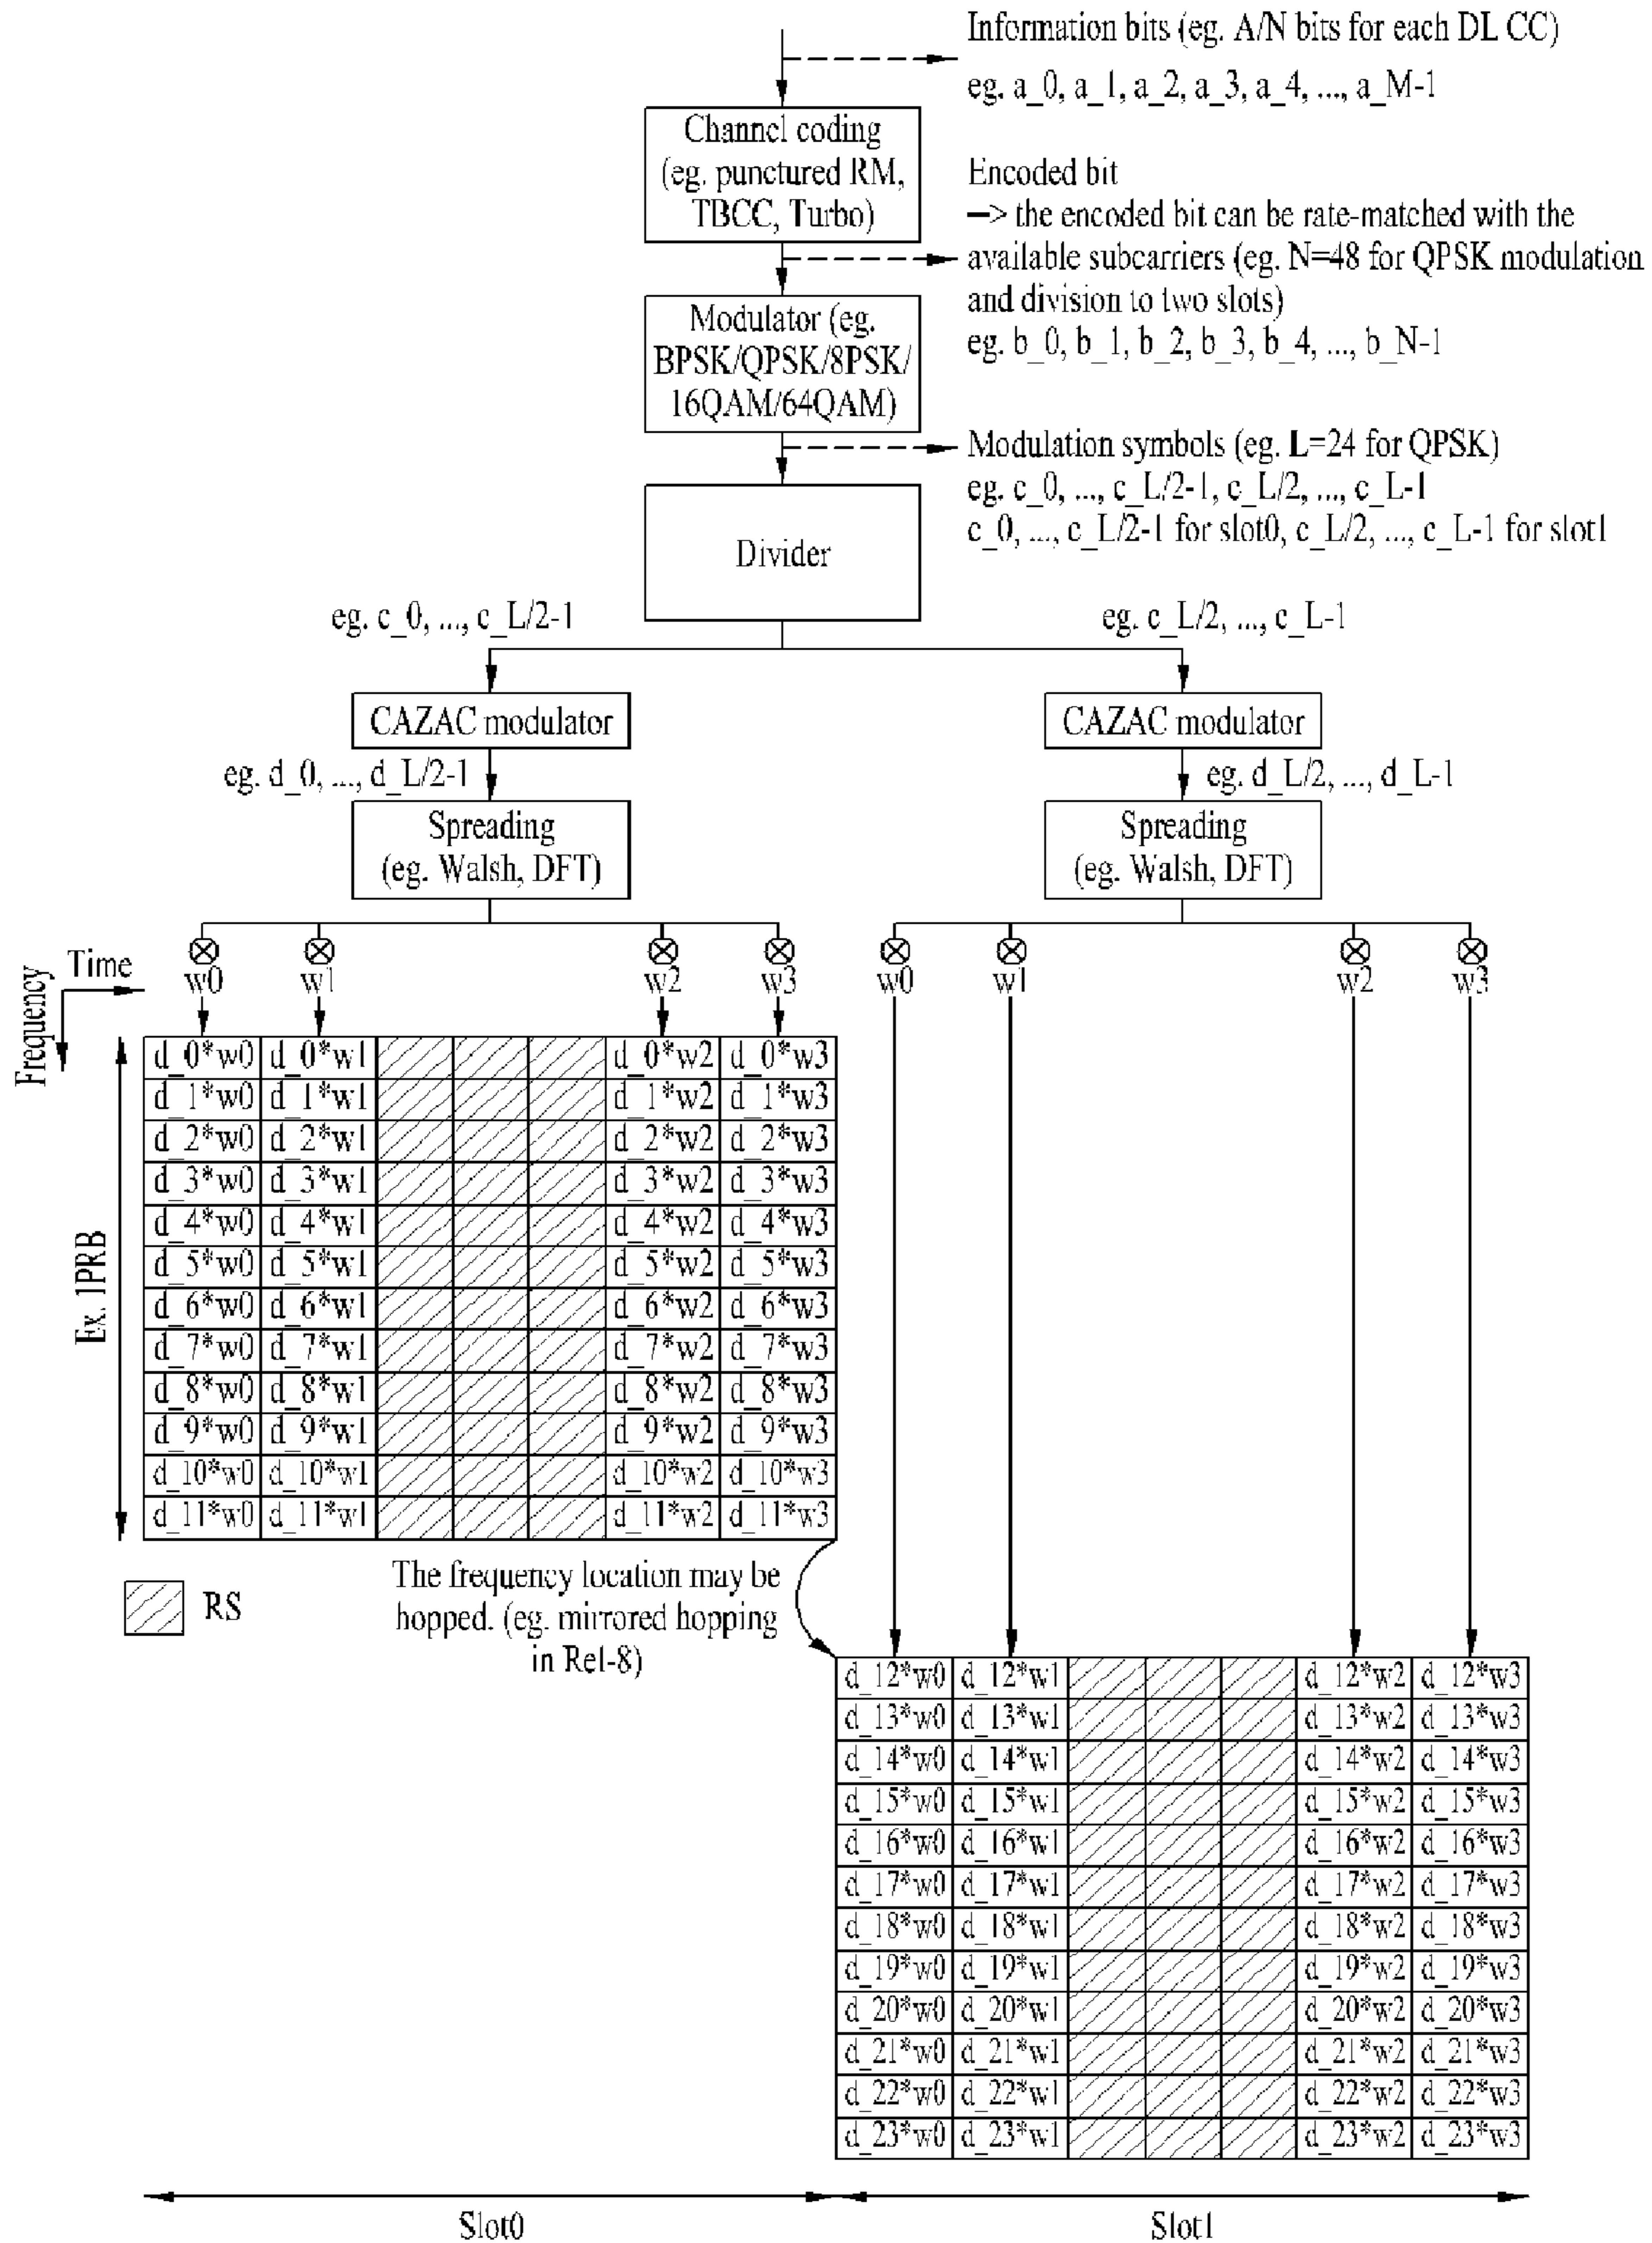 Information bits (eg. A/N bits for each DL CC)
eg. a_0, a_1, a_2, a_3, a_4, ..., a_M-1
Channel coding
(eg. punctured RM,
TBCC, Turbo)
Encoded bit
–> the encoded bit can be rate-matched with the
available subcarriers (eg. N=48 for QPSK modulation
and division to two slots)
eg. b_0, b_1, b_2, b_3, b_4, ..., b_N-1
Modulator (eg.
BPSK/QPSK/8PSK/
16QAM/64QAM)
Modulation symbols (eg. L=24 for QPSK)
eg. c_0, ..., c_L/2-1, c_L/2, ..., c_L-1
c_0, ..., c_L/2-1 for slot0, c_L/2, ..., c_L-1 for slot1
Divider
eg. c_0, ..., c_L/2-1
eg. c_L/2, ..., c_L-1
CAZAC modulator
CAZAC modulator
eg. d_0, ..., d_L/2-1
eg. d_L/2, ..., d_L-1
Spreading
(eg. Walsh, DFT)
Spreading
(eg. Walsh, DFT)
Time
Frequency
w0 w1 w2 w3
w0 w1 w2 w3
d_0*w0 d_0*w1 d_0*w2 d_0*w3
d_1*w0 d_1*w1 d_1*w2 d_1*w3
d_2*w0 d_2*w1 d_2*w2 d_2*w3
d_3*w0 d_3*w1 d_3*w2 d_3*w3
d_4*w0 d_4*w1 d_4*w2 d_4*w3
d_5*w0 d_5*w1 d_5*w2 d_5*w3
d_6*w0 d_6*w1 d_6*w2 d_6*w3
d_7*w0 d_7*w1 d_7*w2 d_7*w3
d_8*w0 d_8*w1 d_8*w2 d_8*w3
d_9*w0 d_9*w1 d_9*w2 d_9*w3
d_10*w0 d_10*w1 d_10*w2 d_10*w3
d_11*w0 d_11*w1 d_11*w2 d_11*w3
Ex. 1PRB
RS
The frequency location may be
hopped. (eg. mirrored hopping
in Rel-8)
d_12*w0 d_12*w1 d_12*w2 d_12*w3
d_13*w0 d_13*w1 d_13*w2 d_13*w3
d_14*w0 d_14*w1 d_14*w2 d_14*w3
d_15*w0 d_15*w1 d_15*w2 d_15*w3
d_16*w0 d_16*w1 d_16*w2 d_16*w3
d_17*w0 d_17*w1 d_17*w2 d_17*w3
d_18*w0 d_18*w1 d_18*w2 d_18*w3
d_19*w0 d_19*w1 d_19*w2 d_19*w3
d_20*w0 d_20*w1 d_20*w2 d_20*w3
d_21*w0 d_21*w1 d_21*w2 d_21*w3
d_22*w0 d_22*w1 d_22*w2 d_22*w3
d_23*w0 d_23*w1 d_23*w2 d_23*w3
Slot0
Slot1